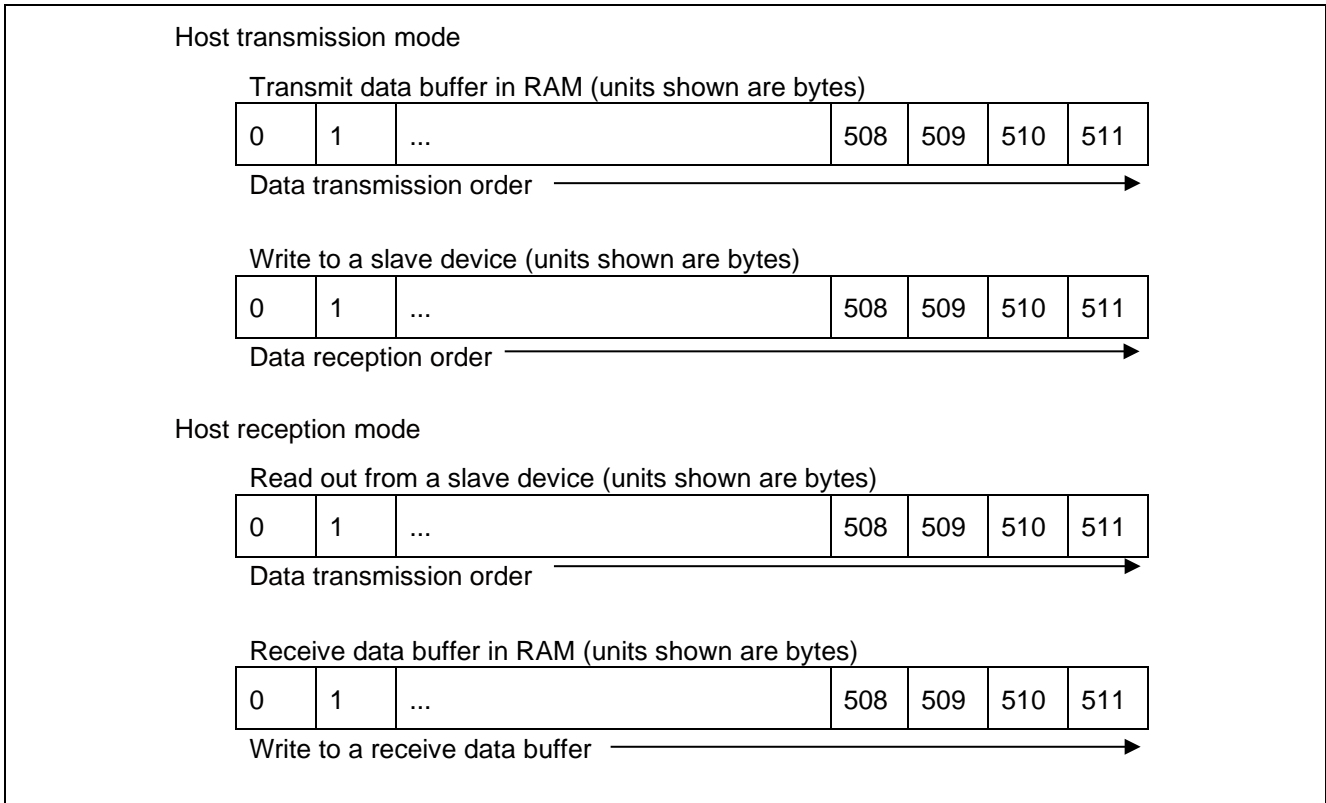 Host transmission mode
Transmit data buffer in RAM (units shown are bytes)
0 1 ... 508 509 510 511
Data transmission order
Write to a slave device (units shown are bytes)
0 1 ... 508 509 510 511
Data reception order
Host reception mode
Read out from a slave device (units shown are bytes)
0 1 ... 508 509 510 511
Data transmission order
Receive data buffer in RAM (units shown are bytes)
0 1 ... 508 509 510 511
Write to a receive data buffer